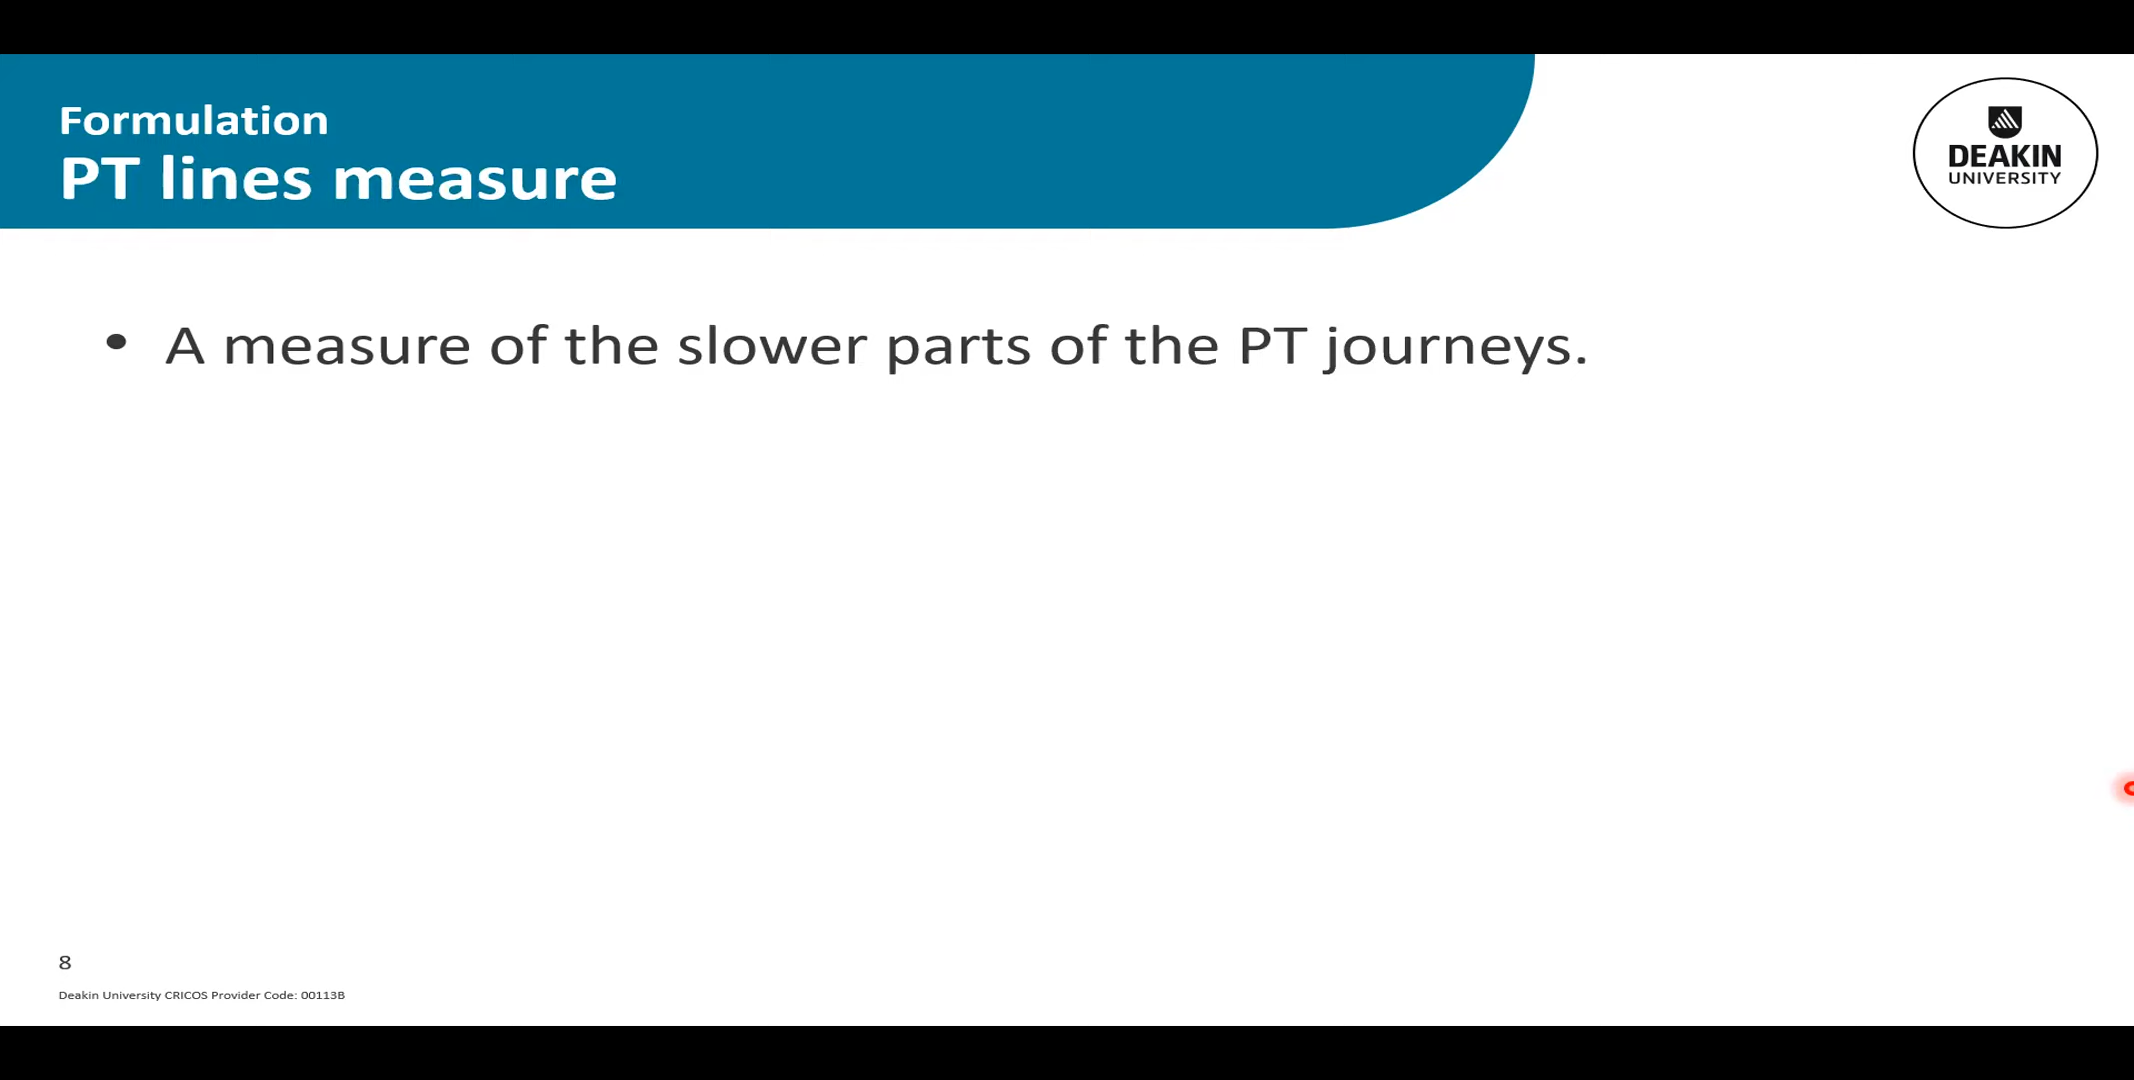 Formulation
PT lines measure
DEAKIN
UNIVERSITY
• A measure of the slower parts of the PT journeys.
8
Deakin University CRICOS Provider Code: 00113B